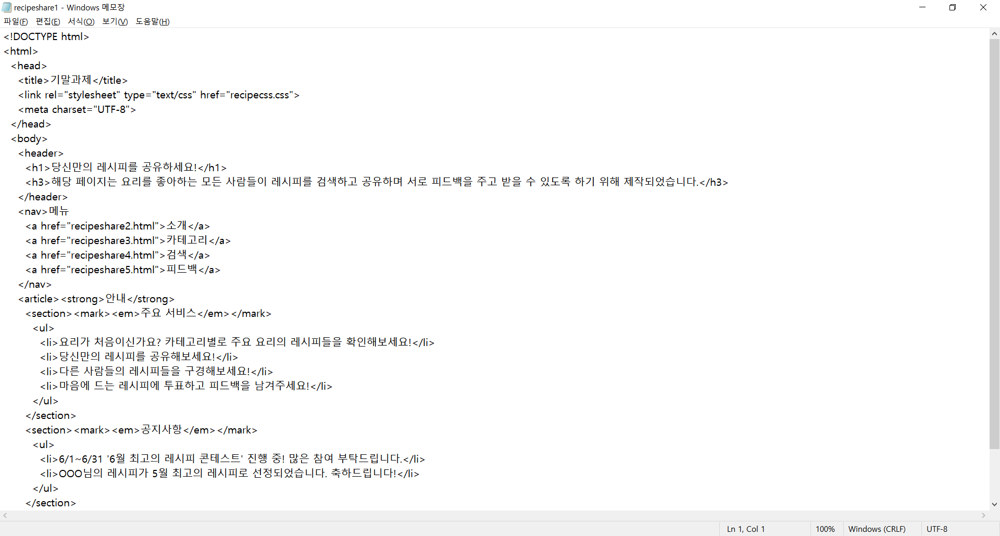 recipeshare1 - Windows 메모장
파일(F) 편집(E) 서식(O) 보기(V) 도움말(H)
<!DOCTYPE html>
<html>
<head>
<title>기말과제</title>
<link rel="stylesheet" type="text/css" href="recipecss.css">
<meta charset="UTF-8">
</head>
<body>
<header>
<h1>당신만의 레시피를 공유하세요!</h1>
<h3>해당 페이지는 요리를 좋아하는 모든 사람들이 레시피를 검색하고 공유하며 서로 피드백을 주고 받을 수 있도록 하기 위해 제작되었습니다.</h3>
</header>
<nav>메뉴
<a href="recipeshare2.html">소개</a>
<a href="recipeshare3.html">카테고리</a>
<a href="recipeshare4.html">검색</a>
<a href="recipeshare5.html">피드백</a>
</nav>
<article><strong>안내</strong>
<section><mark><em>주요 서비스</em></mark>
<ul>
<li>요리가 처음이신가요? 카테고리별로 주요 요리의 레시피들을 확인해보세요!</li>
<li>당신만의 레시피를 공유해보세요!</li>
<li>다른 사람들의 레시피들을 구경해보세요!</li>
<li>마음에 드는 레시피에 투표하고 피드백을 남겨주세요!</li>
</ul>
</section>
<section><mark><em>공지사항</em></mark>
<ul>
<li>6/1~6/31 '6월 최고의 레시피 콘테스트' 진행 중! 많은 참여 부탁드립니다.</li>
<li>OOO님의 레시피가 5월 최고의 레시피로 선정되었습니다. 축하드립니다!</li>
</ul>
</section>
Ln 1, Col 1 100% Windows (CRLF) UTF-8